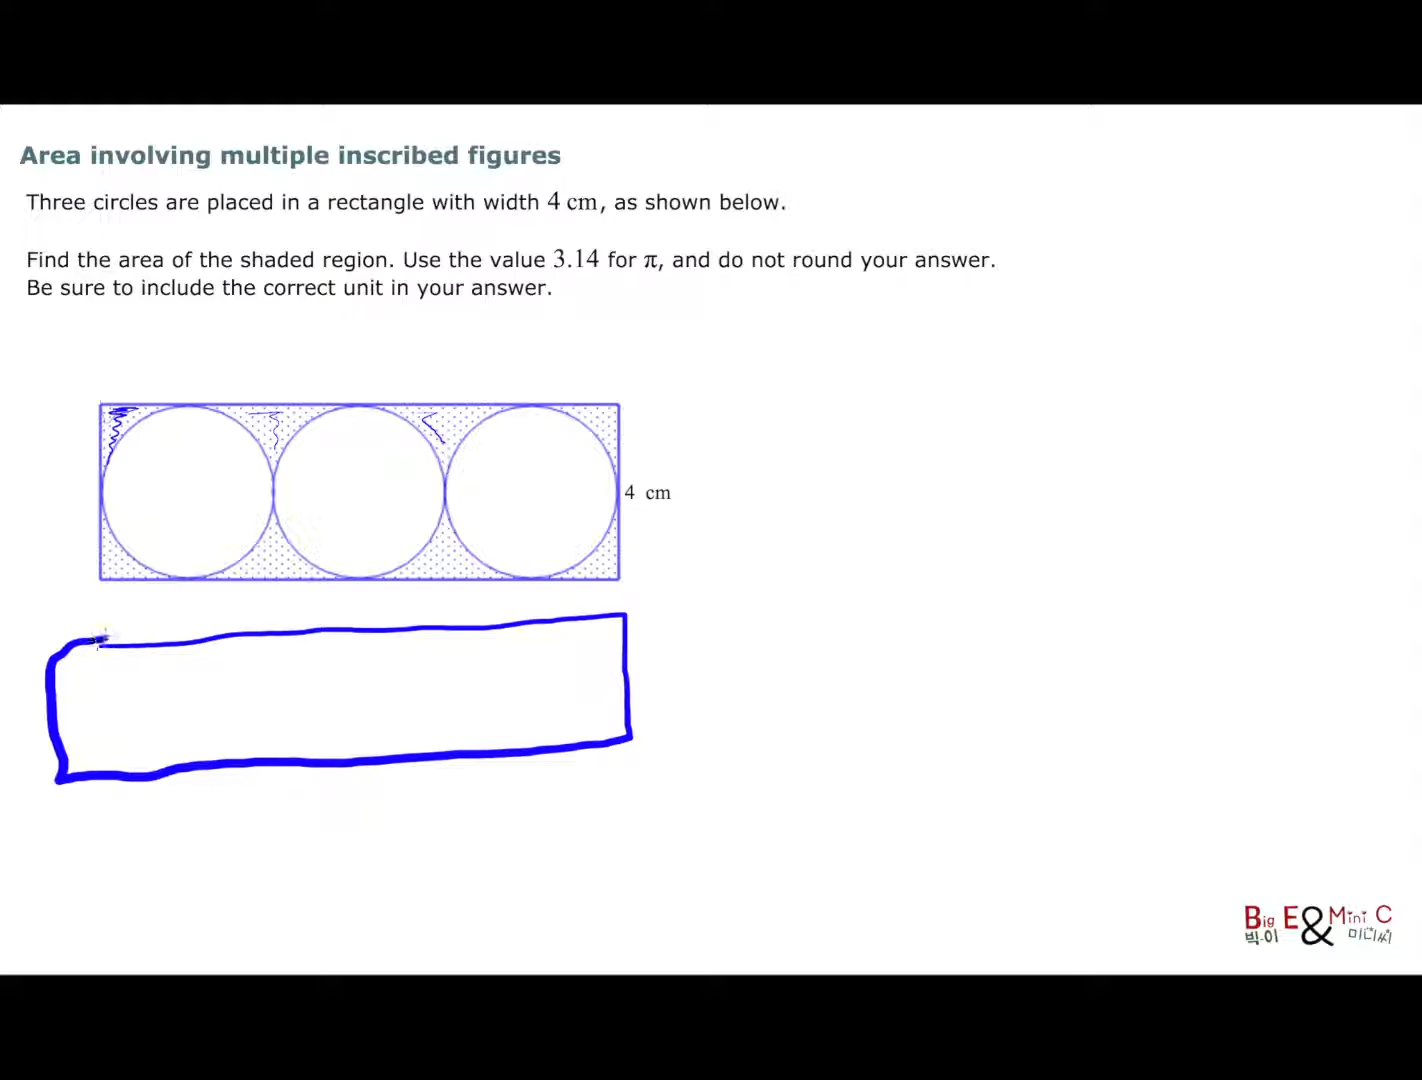 Area involving multiple inscribed figures
Three circles are placed in a rectangle with width 4 cm, as shown below.
Find the area of the shaded region. Use the value 3.14 for π, and do not round your answer.
Be sure to include the correct unit in your answer.
4 cm
Big E & Mini C
빅이 미니씨